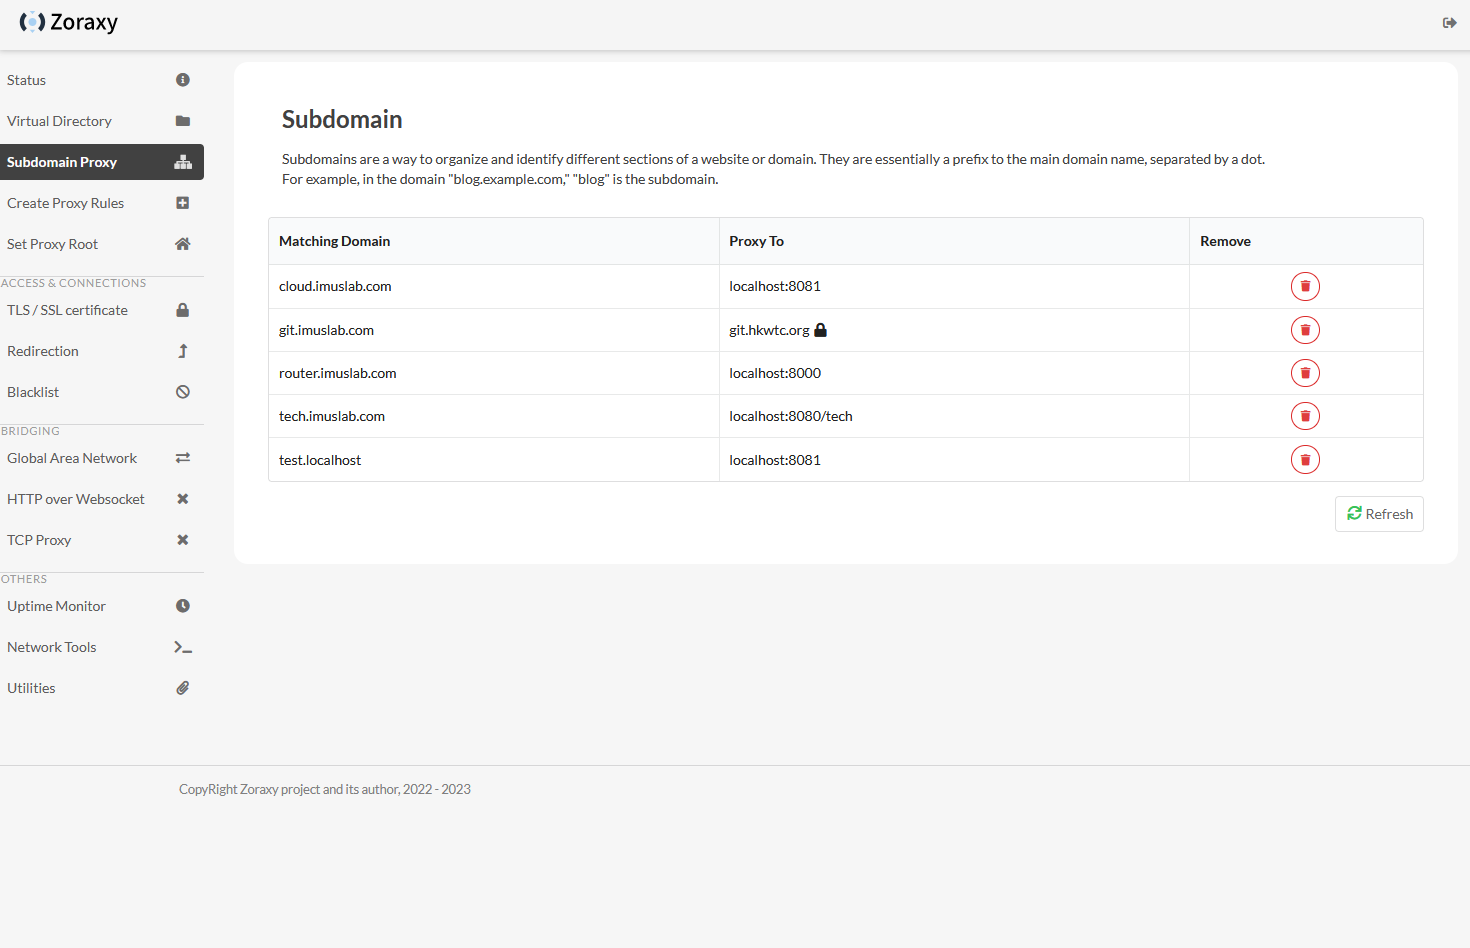 Zoraxy
Status
Virtual Directory
Subdomain Proxy
Create Proxy Rules
Set Proxy Root
ACCESS & CONNECTIONS
TLS / SSL certificate
Redirection
Blacklist
BRIDGING
Global Area Network
HTTP over Websocket
TCP Proxy
OTHERS
Uptime Monitor
Network Tools
Utilities
Subdomain
Subdomains are a way to organize and identify different sections of a website or domain. They are essentially a prefix to the main domain name, separated by a dot.
For example, in the domain "blog.example.com," "blog" is the subdomain.
Matching Domain Proxy To Remove
cloud.imuslab.com localhost:8081
git.imuslab.com git.hkwtc.org
router.imuslab.com localhost:8000
tech.imuslab.com localhost:8080/tech
test.localhost localhost:8081
Refresh
CopyRight Zoraxy project and its author, 2022 - 2023